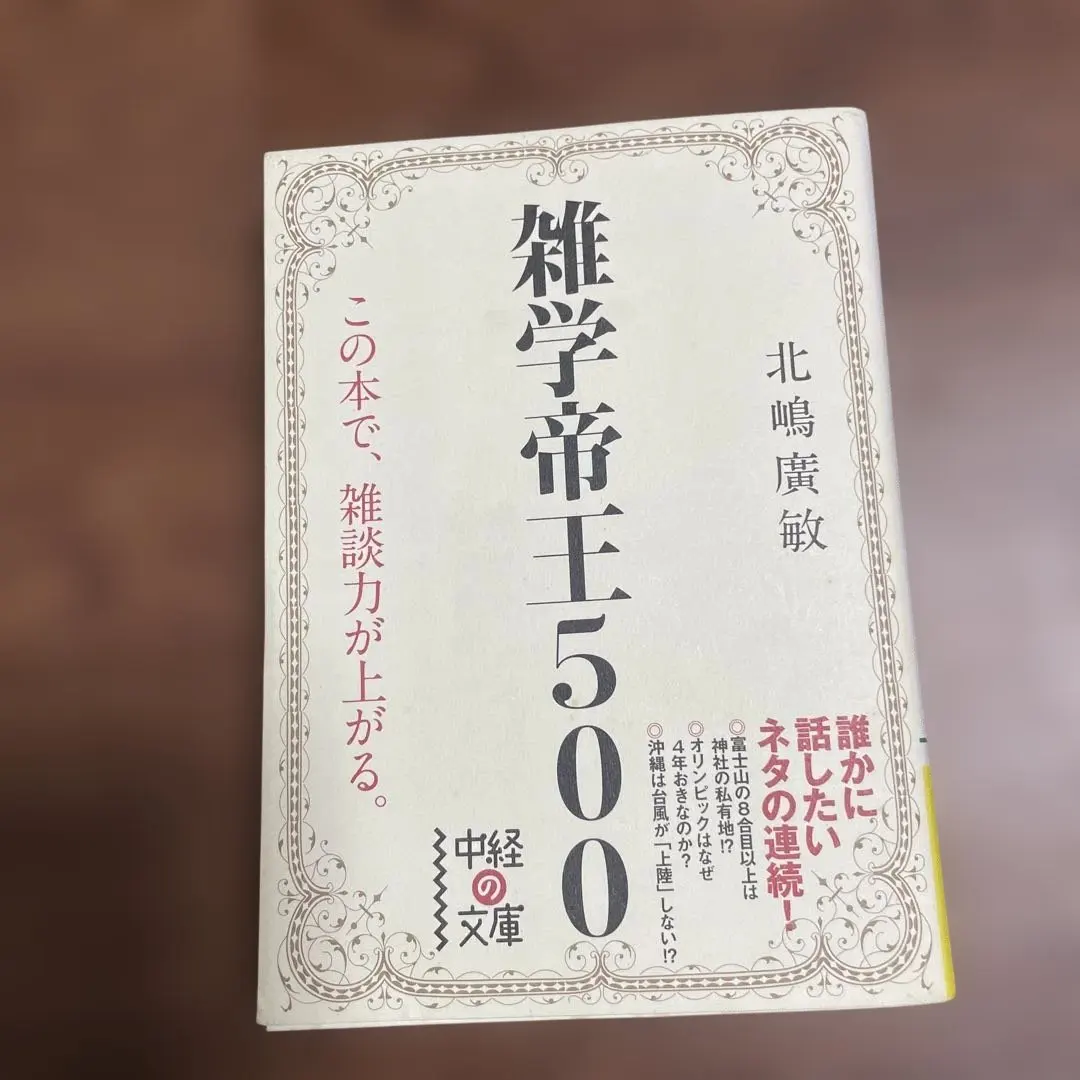 北嶋廣敏
雑学帝王500
この本で、雑談力が上がる。
誰かに
話したい
ネタの連続！
◎富士山の8合目以上は
神社の私有地!?
◎オリンピックはなぜ
4年おきなのか？
◎沖縄は台風が「上陸」しない!?
中経
の
文庫